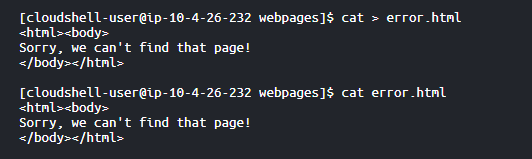 [cloudshell-user@ip-10-4-26-232 webpages]$ cat > error.html
<html><body>
Sorry, we can't find that page!
</body></html>
[cloudshell-user@ip-10-4-26-232 webpages]$ cat error.html
<html><body>
Sorry, we can't find that page!
</body></html>